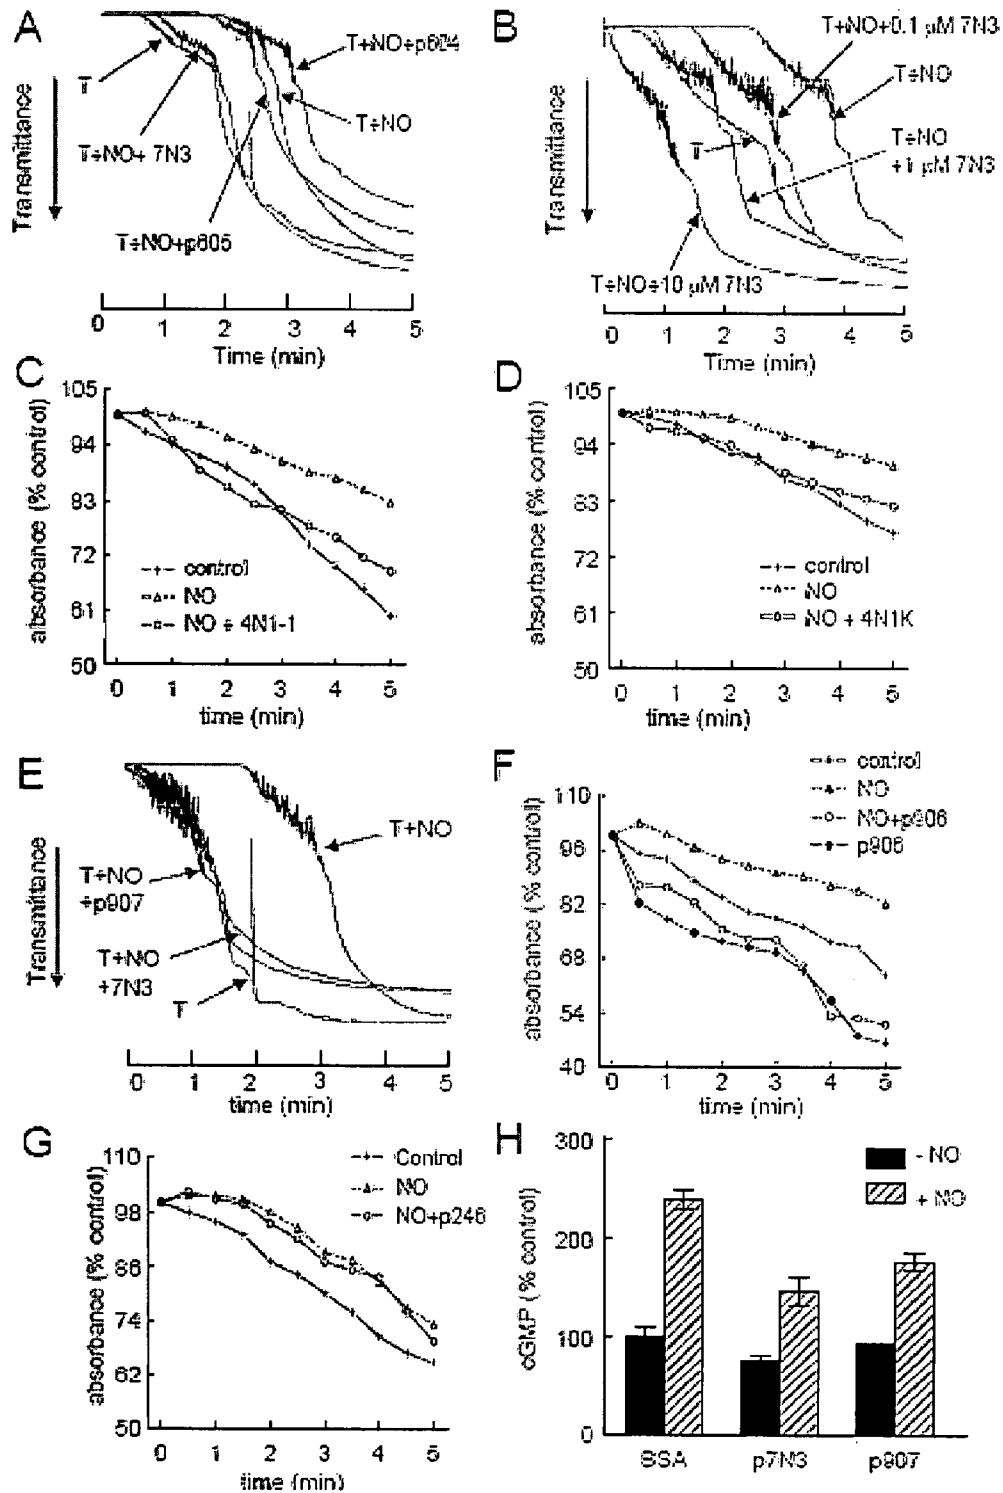 A
T
T+NO+p604
T+NO
T+NO+ 7N3
T+NO+p605
Transmittance
0 1 2 3 4 5
Time (min)
B
T+NO+0.1 µM 7N3
T+NO
T+NO
+1 µM 7N3
T
T+NO+10 µM 7N3
Transmittance
0 1 2 3 4 5
Time (min)
C
absorbance (% control)
105
94
83
72
61
50
control
NO
NO + 4N1-1
0 1 2 3 4 5
time (min)
D
absorbance (% control)
105
94
83
72
61
50
control
NO
NO + 4N1K
0 1 2 3 4 5
time (min)
E
Transmittance
T+NO
T+NO
+p907
T+NO
+7N3
T
0 1 2 3 4 5
time (min)
F
absorbance (% control)
110
96
82
68
54
40
control
NO
NO+p906
p906
0 1 2 3 4 5
time (min)
G
absorbance (% control)
110
98
86
74
62
50
Control
NO
NO+p246
0 1 2 3 4 5
time (min)
H
cGMP (% control)
300
200
100
0
- NO
+ NO
BSA p7N3 p907